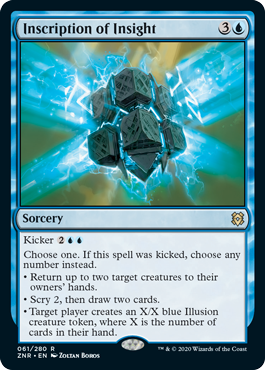 Inscription of Insight 3
Sorcery
Kicker 2
Choose one. If this spell was kicked, choose any
number instead.
• Return up to two target creatures to their
owners' hands.
• Scry 2, then draw two cards.
• Target player creates an X/X blue Illusion
creature token, where X is the number of
cards in their hand.
061/280 R
ZNR • EN Zoltan Boros
™ & © 2020 Wizards of the Coast